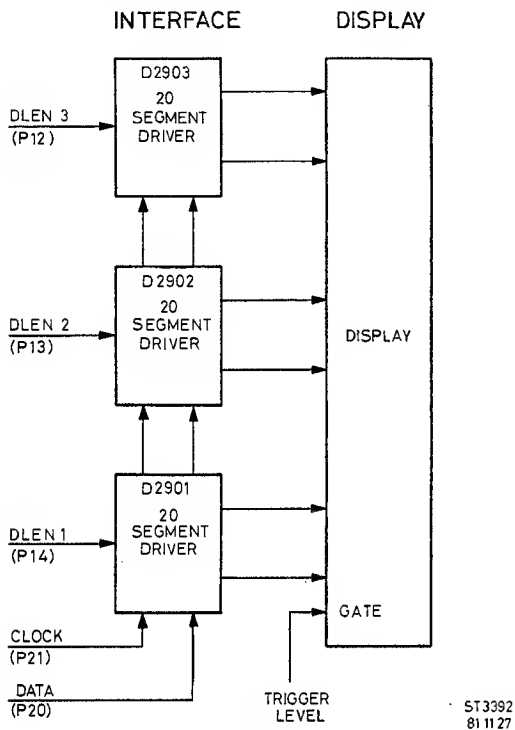 INTERFACE
DISPLAY
D2903
20
SEGMENT
DRIVER
DLEN 3
(P12)
D2902
20
SEGMENT
DRIVER
DLEN 2
(P13)
DISPLAY
D2901
20
SEGMENT
DRIVER
DLEN 1
(P14)
GATE
CLOCK
(P21)
DATA
(P20)
TRIGGER
LEVEL
ST3392
81 11 27